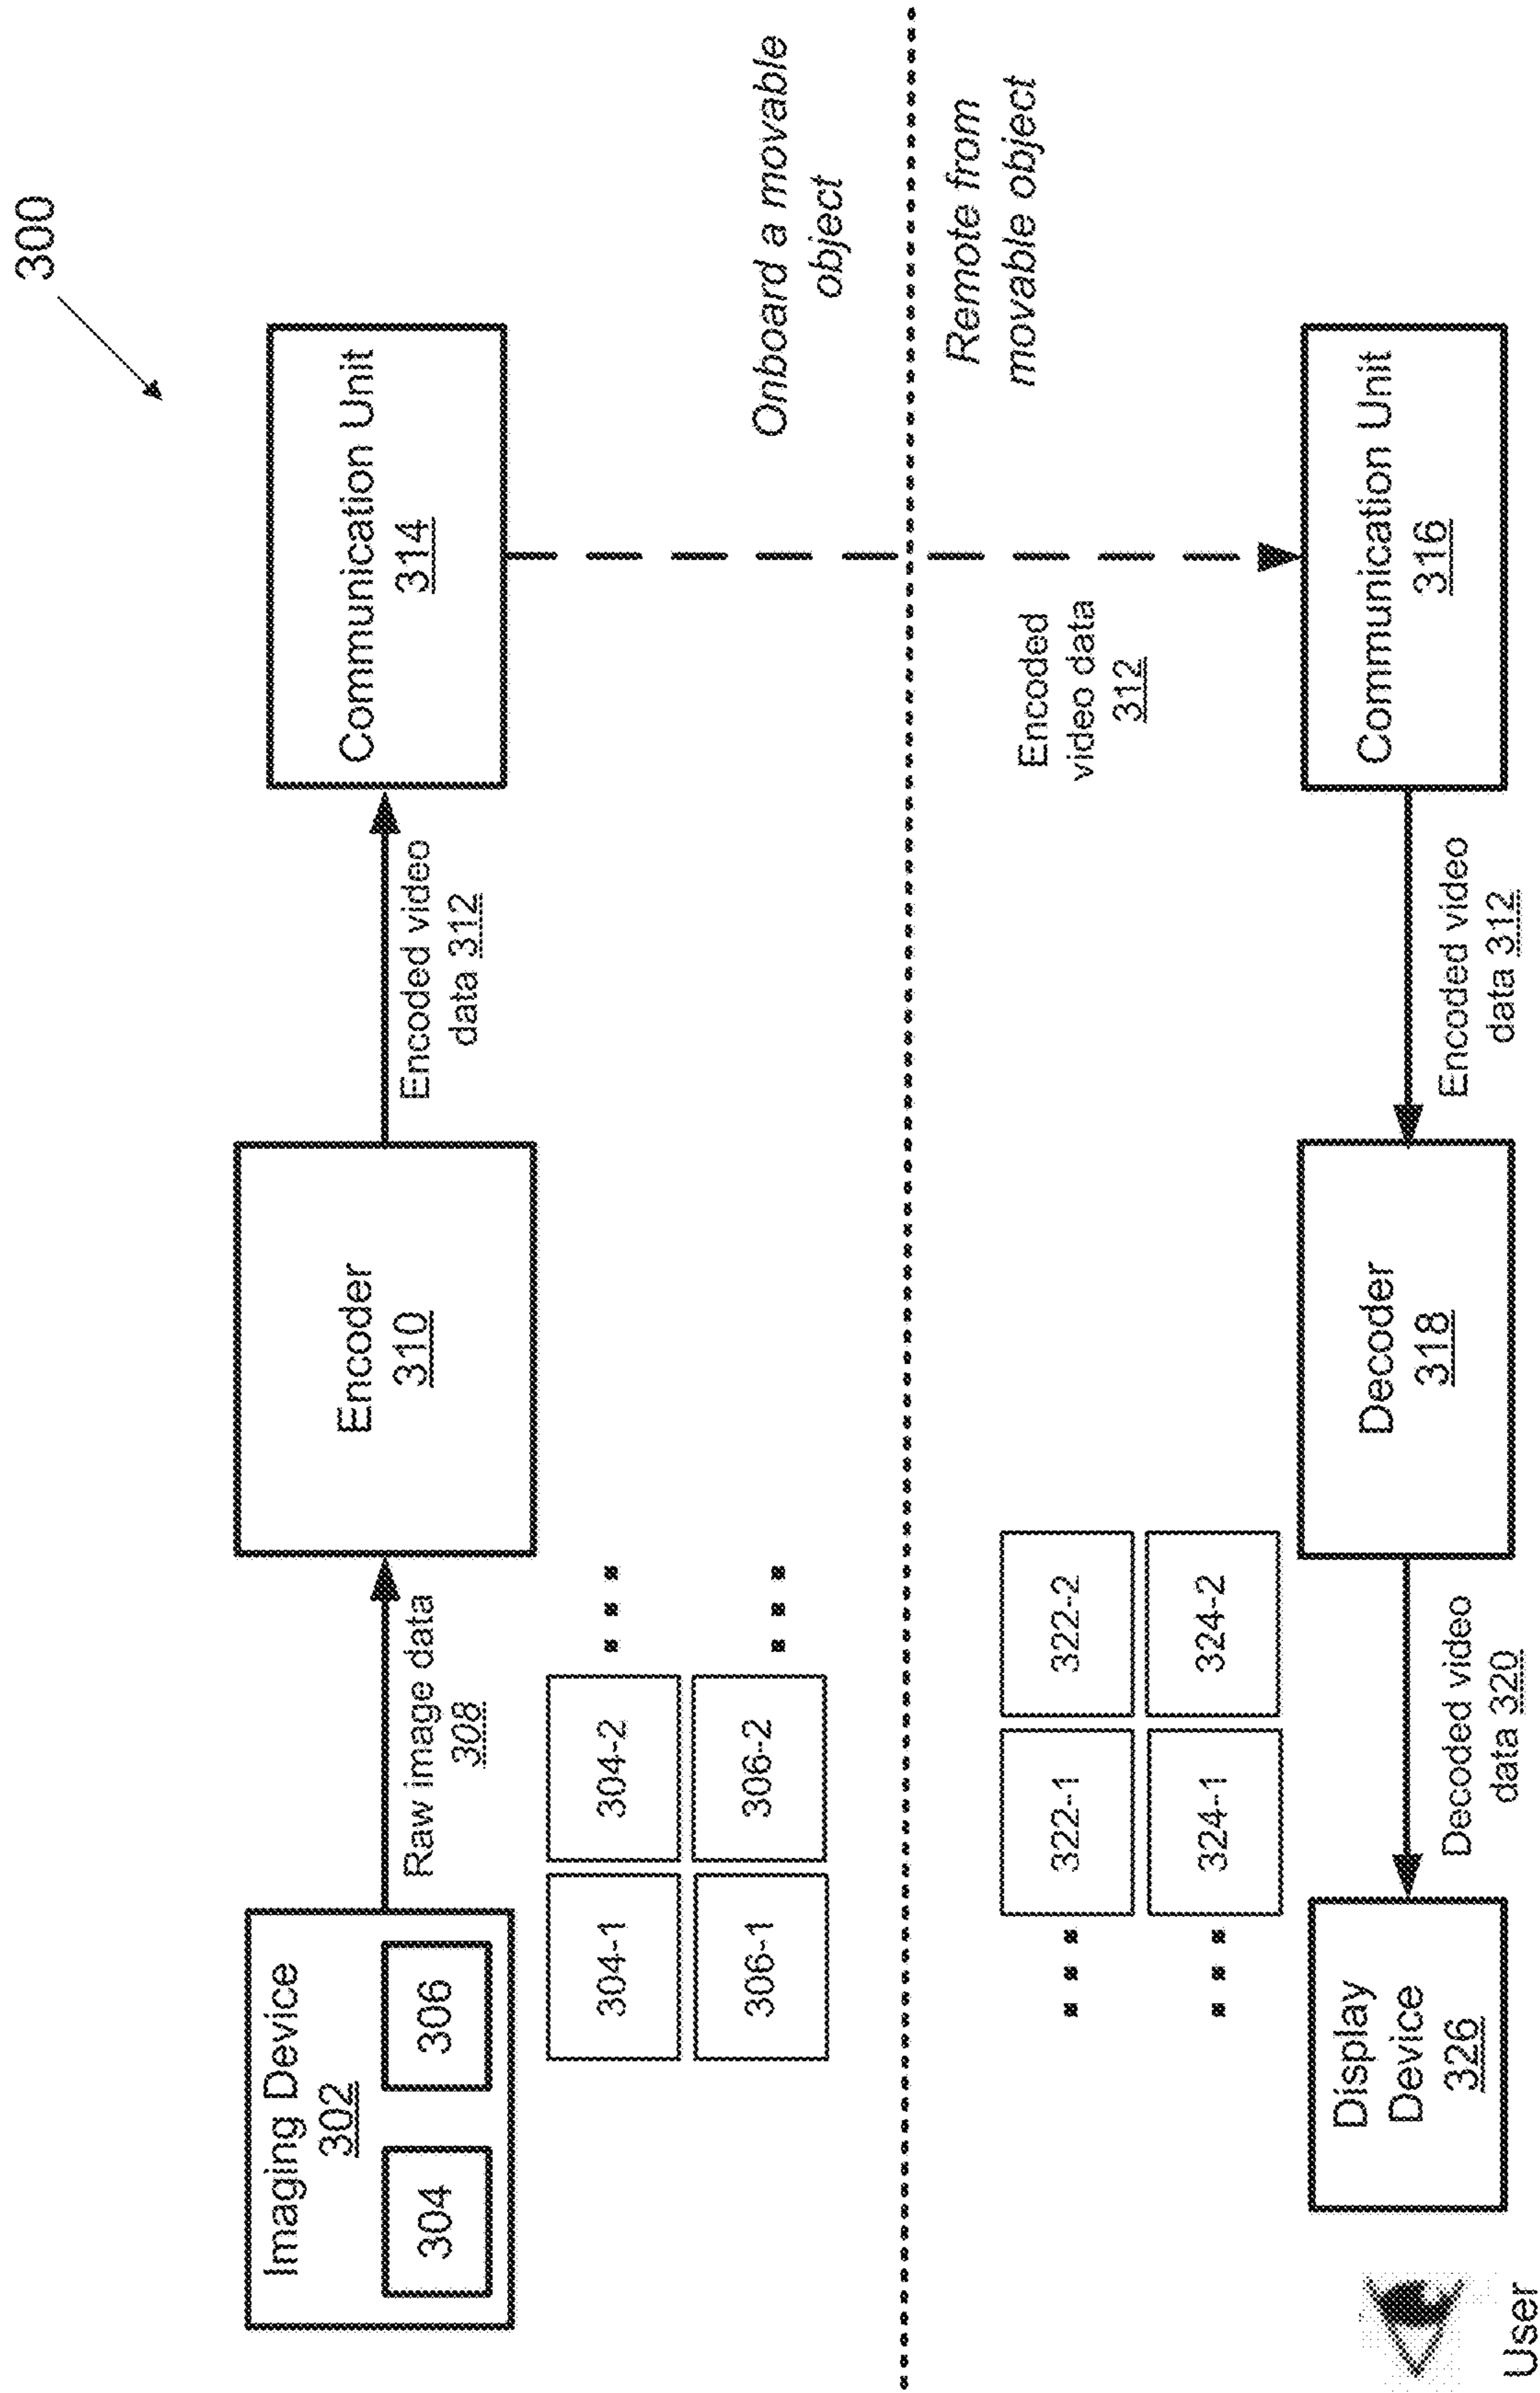 300
Imaging Device
302
304
306
Raw image data
308
Encoder
310
Encoded video
data 312
Communication Unit
314
304-1
304-2
306-1
306-2
Onboard a movable
object
Remote from
movable object
Encoded
video data
312
322-1
322-2
324-1
324-2
User
Display
Device
326
Decoded video
data 320
Decoder
318
Encoded video
data 312
Communication Unit
316